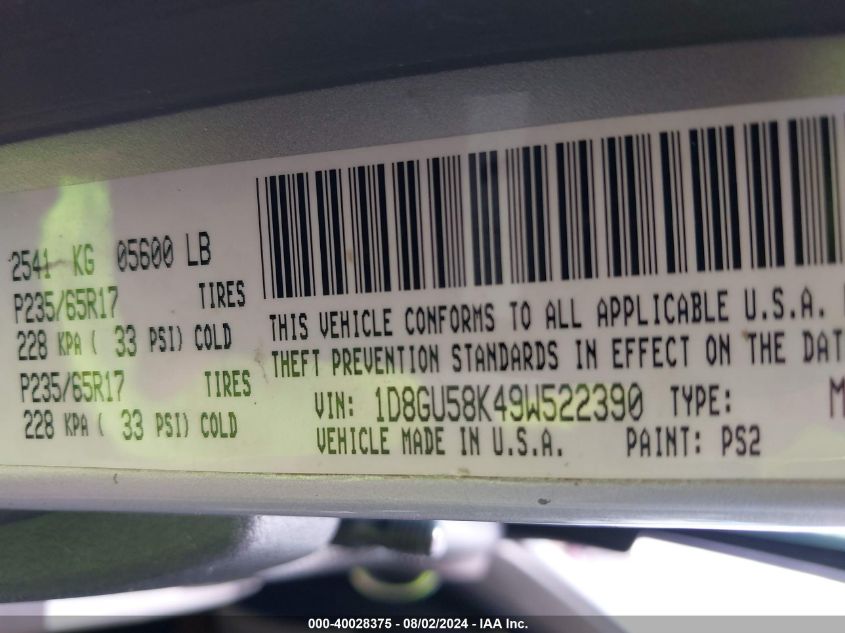 2541 KG 05600 LB
P235/65R17 TIRES
228 KPA ( 33 PSI) COLD
P235/65R17 TIRES
228 KPA ( 33 PSI) COLD
THIS VEHICLE CONFORMS TO ALL APPLICABLE U.S.A.
THEFT PREVENTION STANDARDS IN EFFECT ON THE DAT
VIN: 1D8GU58K49W522390 TYPE: M
VEHICLE MADE IN U.S.A. PAINT: PS2
000-40028375 - 08/02/2024 - IAA Inc.